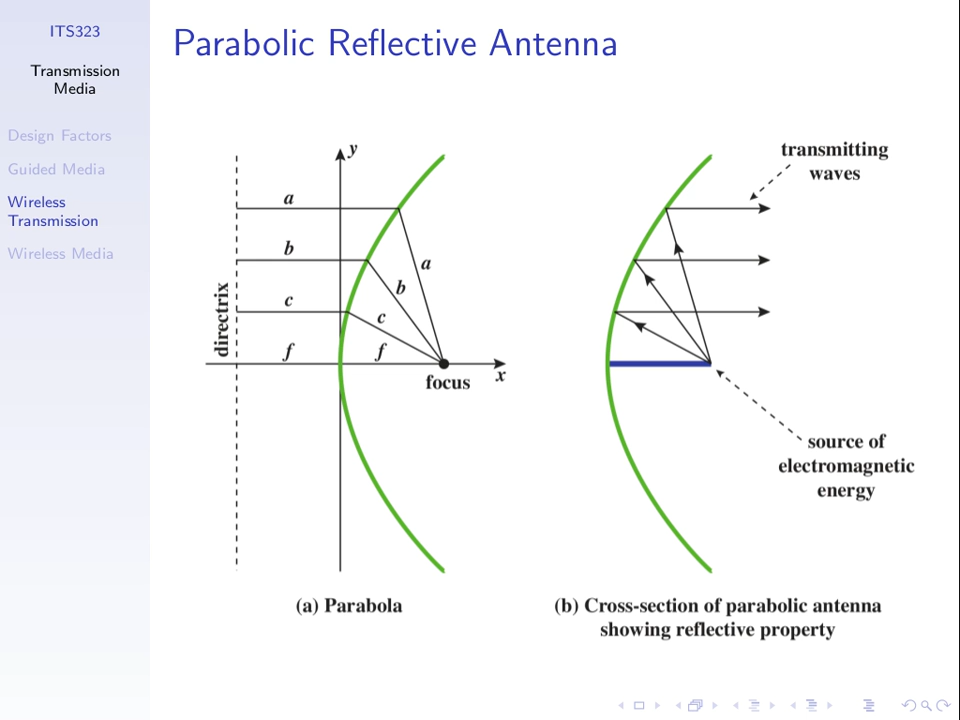 ITS323
Transmission
Media
Design Factors
Guided Media
Wireless
Transmission
Wireless Media
Parabolic Reflective Antenna
y
a
b
c
f
a
b
c
f
directrix
focus
x
(a) Parabola
transmitting
waves
source of
electromagnetic
energy
(b) Cross-section of parabolic antenna
showing reflective property